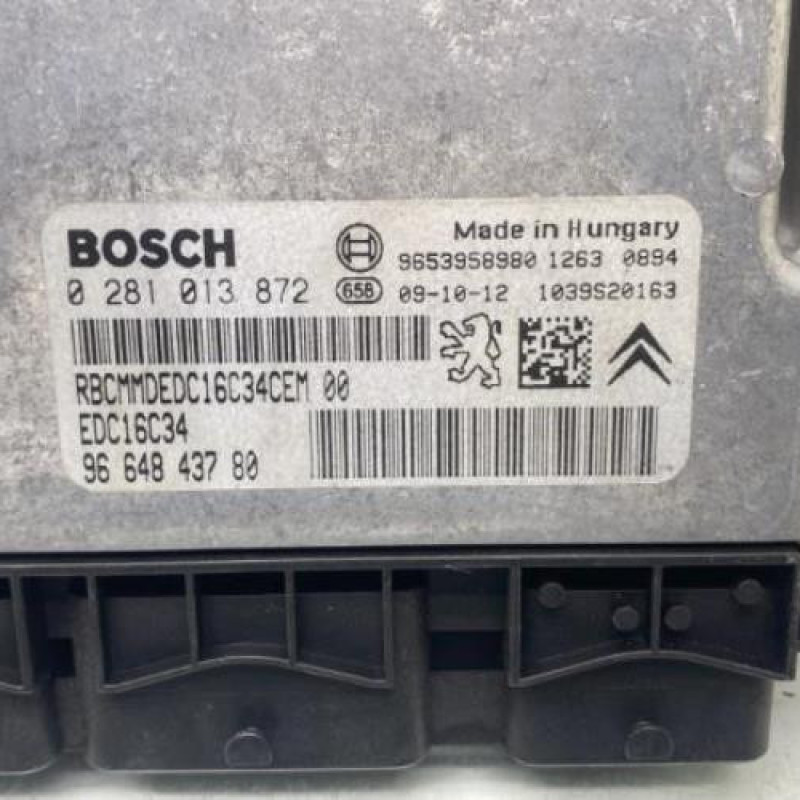 BOSCH
Made in Hungary
9653958980 1263 0894
0 281 013 872
658 09-10-12 1039S20163
RBCMMDEDC16C34CEM 00
EDC16C34
96 648 437 80